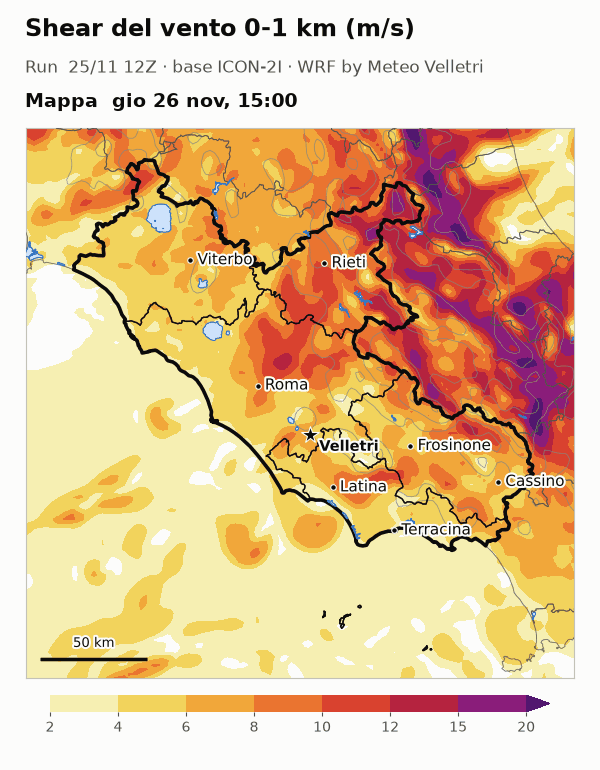 Shear del vento 0-1 km (m/s)
Run 25/11 12Z · base ICON-2I · WRF by Meteo Velletri
Mappa gio 26 nov, 15:00
Viterbo
Rieti
Roma
Velletri
Frosinone
Latina
Cassino
Terracina
50 km
2 4 6 8 10 12 15 20